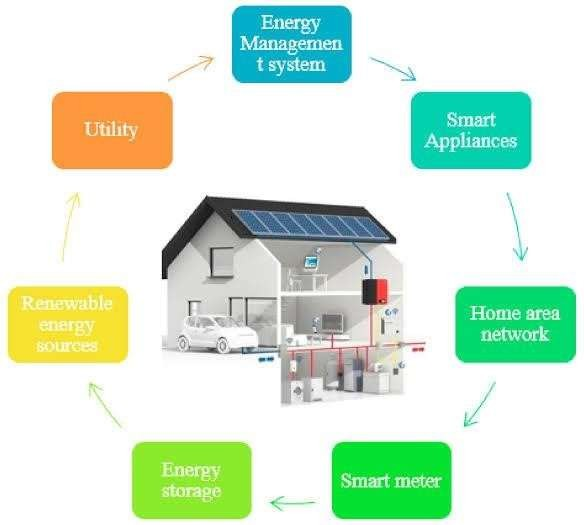 Energy
Managemen
t system
Smart
Appliances
Home area
network
Smart meter
Energy
storage
Renewable
energy
sources
Utility